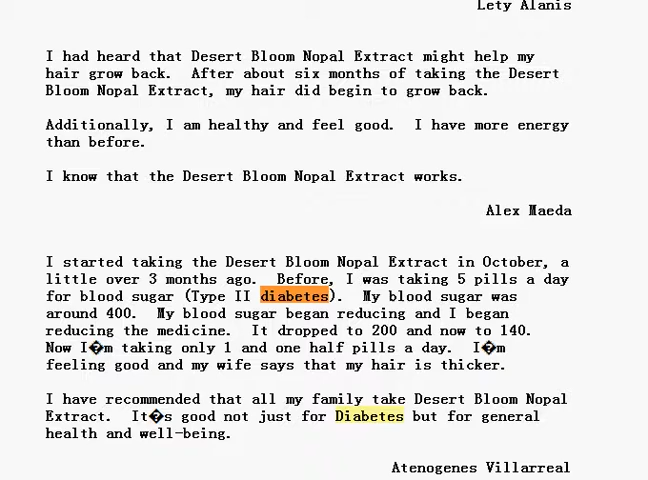 Lety Alanis
I had heard that Desert Bloom Nopal Extract might help my
hair grow back.  After about six months of taking the Desert
Bloom Nopal Extract, my hair did begin to grow back.
Additionally, I am healthy and feel good.  I have more energy
than before.
I know that the Desert Bloom Nopal Extract works.
Alex Maeda
I started taking the Desert Bloom Nopal Extract in October, a
little over 3 months ago.  Before, I was taking 5 pills a day
for blood sugar (Type II diabetes).  My blood sugar was
around 400.  My blood sugar began reducing and I began
reducing the medicine.  It dropped to 200 and now to 140.
Now I�m taking only 1 and one half pills a day.  I�m
feeling good and my wife says that my hair is thicker.
I have recommended that all my family take Desert Bloom Nopal
Extract.  It�s good not just for Diabetes but for general
health and well-being.
Atenogenes Villarreal